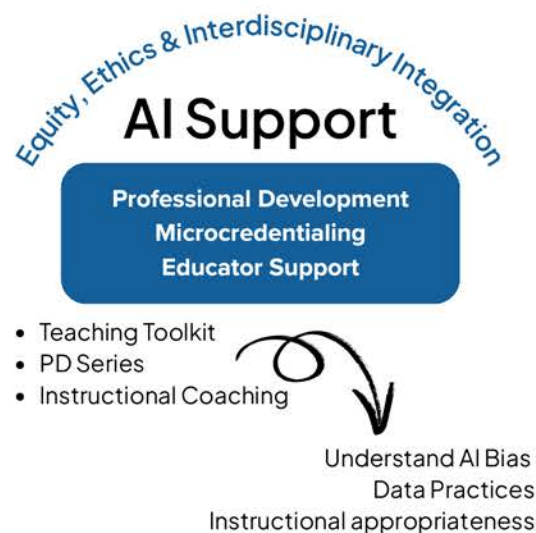 Equity, Ethics & Interdisciplinary Integration
AI Support
Professional Development
Microcredentialing
Educator Support
• Teaching Toolkit
• PD Series
• Instructional Coaching
Understand AI Bias
Data Practices
Instructional appropriateness